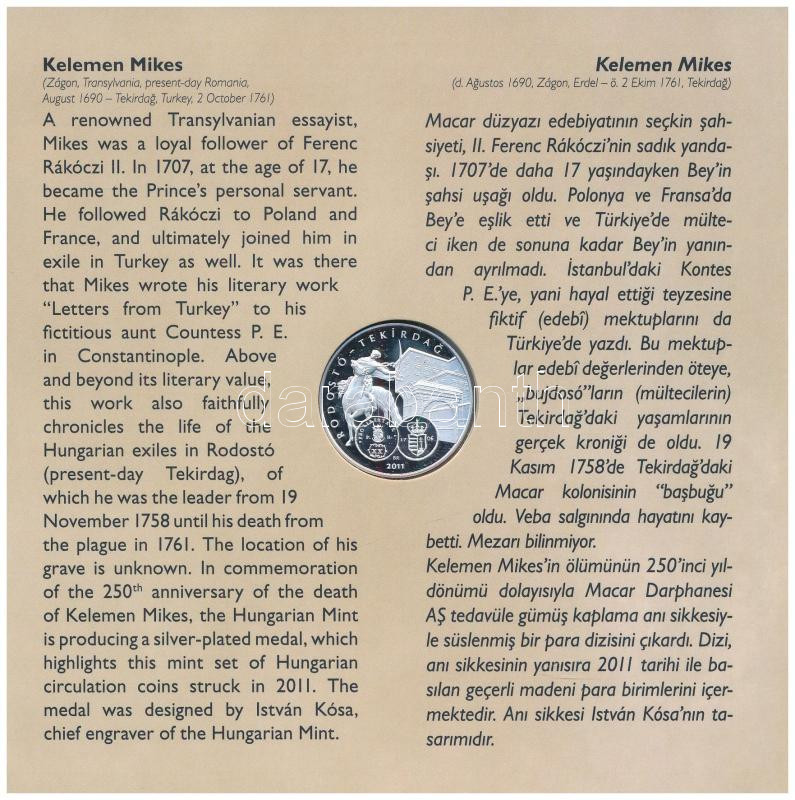 Kelemen Mikes
(Zágon, Transylvania, present-day Romania,
August 1690 – Tekirdağ, Turkey, 2 October 1761)
A renowned Transylvanian essayist,
Mikes was a loyal follower of Ferenc
Rákóczi II. In 1707, at the age of 17, he
became the Prince's personal servant.
He followed Rákóczi to Poland and
France, and ultimately joined him in
exile in Turkey as well. It was there
that Mikes wrote his literary work
“Letters from Turkey” to his
fictitious aunt Countess P. E.
in Constantinople. Above
and beyond its literary value,
this work also faithfully
chronicles the life of the
Hungarian exiles in Rodostó
(present-day Tekirdag), of
which he was the leader from 19
November 1758 until his death from
the plague in 1761. The location of his
grave is unknown. In commemoration
of the 250th anniversary of the death
of Kelemen Mikes, the Hungarian Mint
is producing a silver-plated medal, which
highlights this mint set of Hungarian
circulation coins struck in 2011. The
medal was designed by István Kósa,
chief engraver of the Hungarian Mint.
RODOSTÓ - TEKİRDAĞ
2011
darabanth
Kelemen Mikes
(d. Ağustos 1690, Zágon, Erdel – ö. 2 Ekim 1761, Tekirdağ)
Macar düzyazı edebiyatının seçkin şah-
siyeti, II. Ferenc Rákóczi'nin sadık yanda-
şı. 1707'de daha 17 yaşındayken Bey'in
şahsi uşağı oldu. Polonya ve Fransa'da
Bey'e eşlik etti ve Türkiye'de mülte-
ci iken de sonuna kadar Bey'in yanın-
dan ayrılmadı. İstanbul'daki Kontes
P. E.'ye, yani hayal ettiği teyzesine
fiktif (edebî) mektuplarını da
Türkiye'de yazdı. Bu mektup-
lar edebî değerlerinden öteye,
„bujdosó”ların (mültecilerin)
Tekirdağ'daki yaşamlarının
gerçek kroniği de oldu. 19
Kasım 1758'de Tekirdağ'daki
Macar kolonisinin “başbuğu”
oldu. Veba salgınında hayatını kay-
betti. Mezarı bilinmiyor.
Kelemen Mikes'in ölümünün 250'inci yıl-
dönümü dolayısıyla Macar Darphanesi
AŞ tedavüle gümüş kaplama anı sikkesiy-
le süslenmiş bir para dizisini çıkardı. Dizi,
anı sikkesinin yanısıra 2011 tarihi ile ba-
sılan geçerli madeni para birimlerini içer-
mektedir. Anı sikkesi István Kósa'nın ta-
sarımıdır.